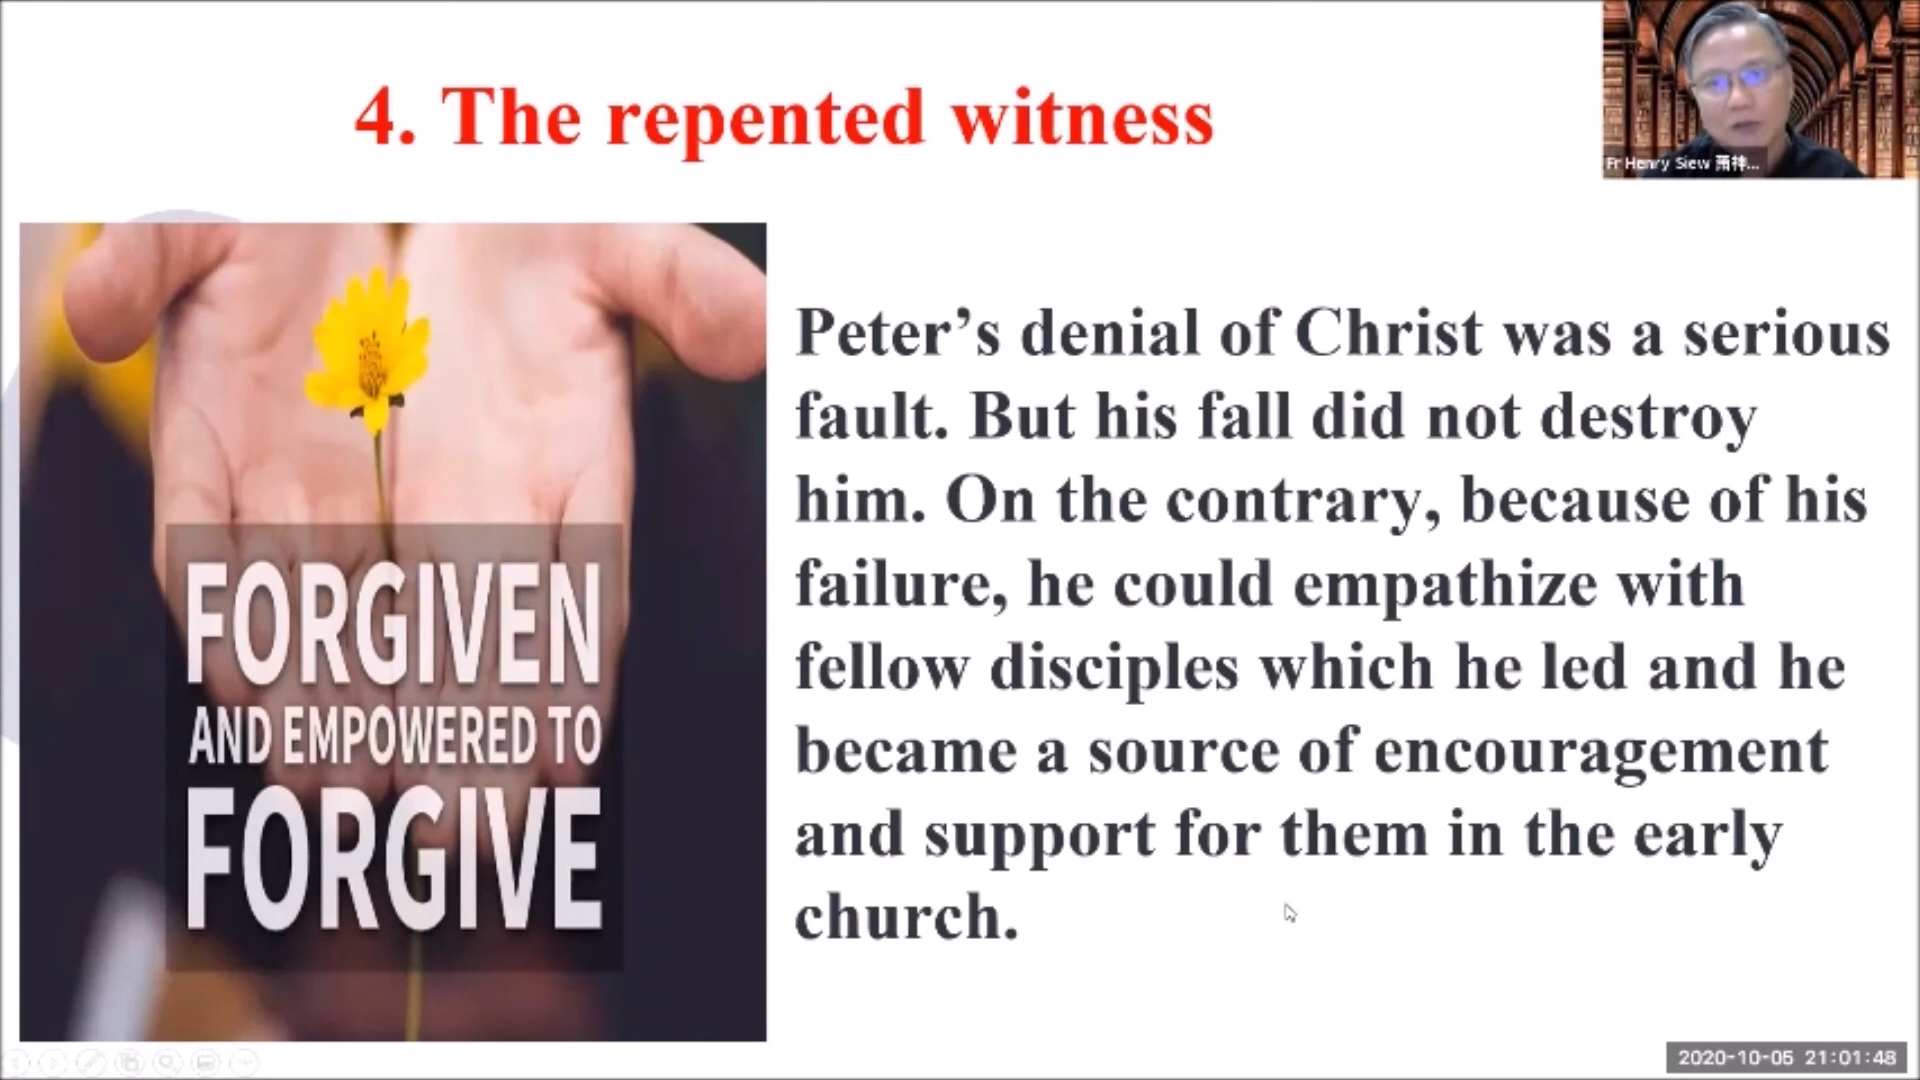 4. The repented witness
Fr Henry Siew 蕭神...
FORGIVEN
AND EMPOWERED TO
FORGIVE
Peter’s denial of Christ was a serious
fault. But his fall did not destroy
him. On the contrary, because of his
failure, he could empathize with
fellow disciples which he led and he
became a source of encouragement
and support for them in the early
church.
2020-10-05 21:01:48